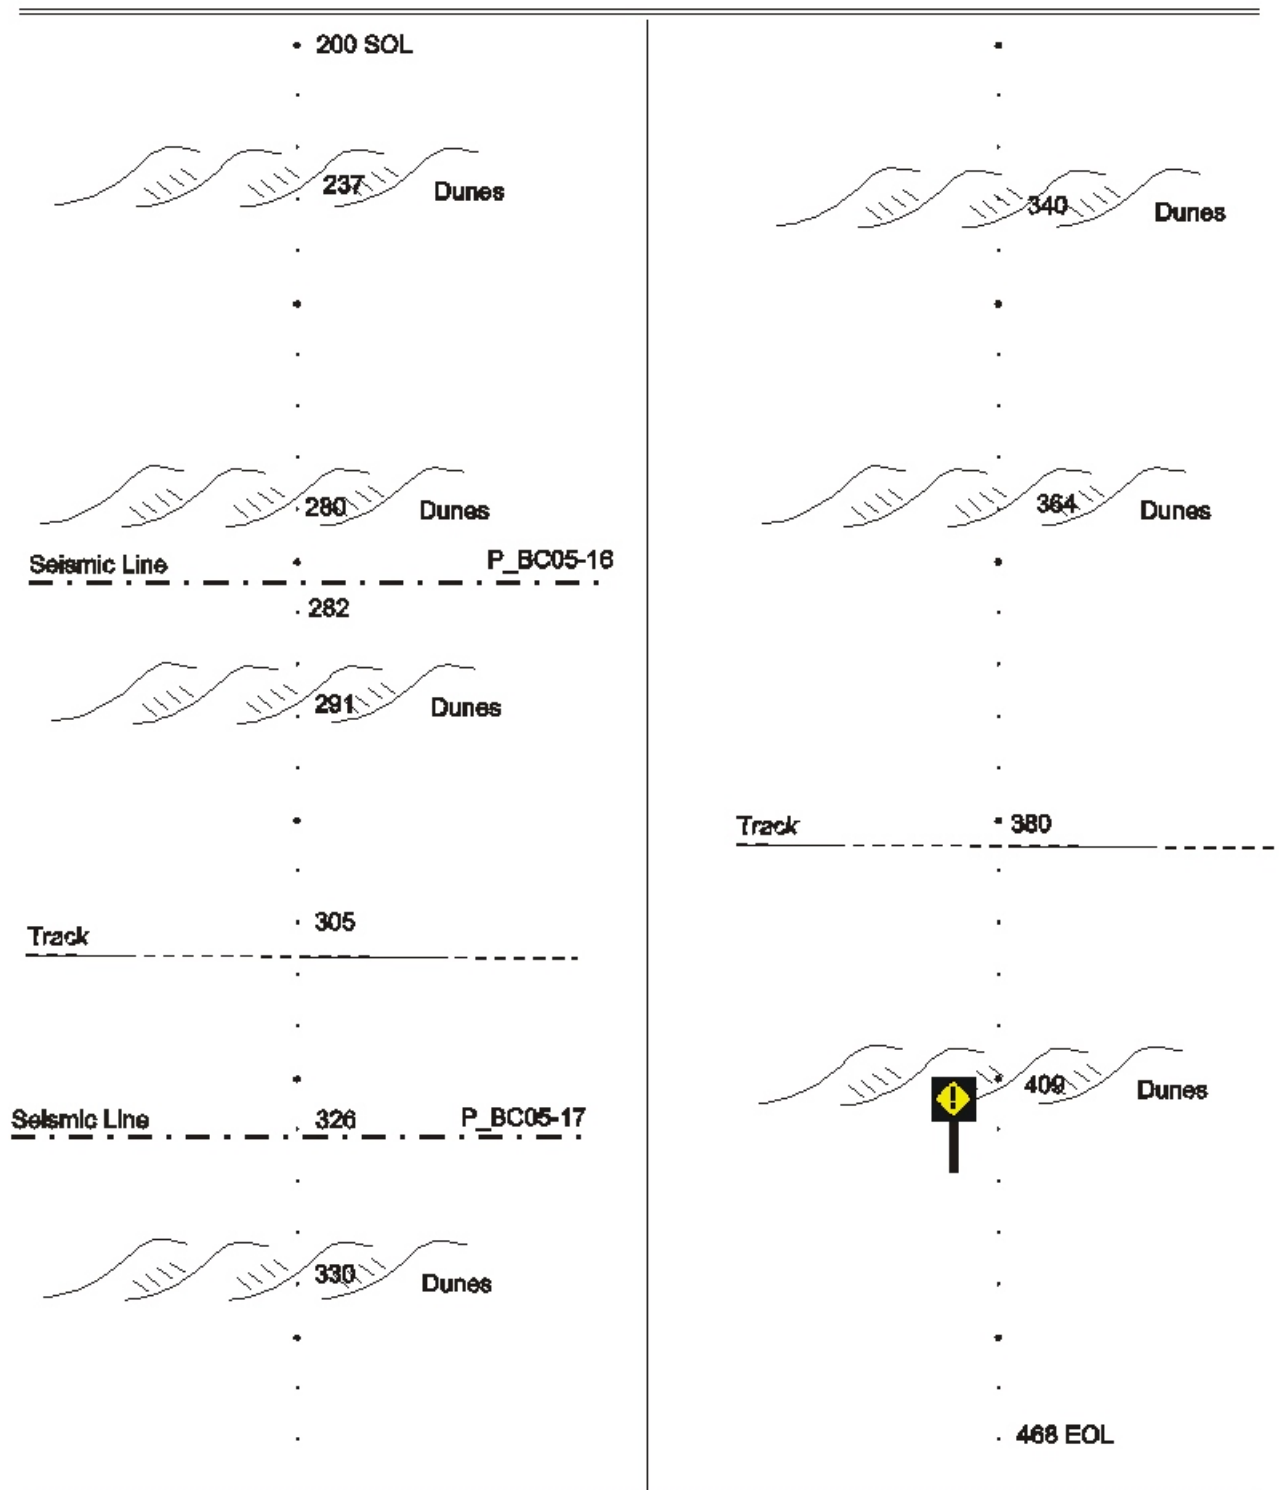 200 SOL
237
Dunes
280
Dunes
Seismic Line
P_BC05-16
282
291
Dunes
305
Track
Seismic Line
326
P_BC05-17
330
Dunes
340
Dunes
364
Dunes
Track
380
!
409
Dunes
468 EOL